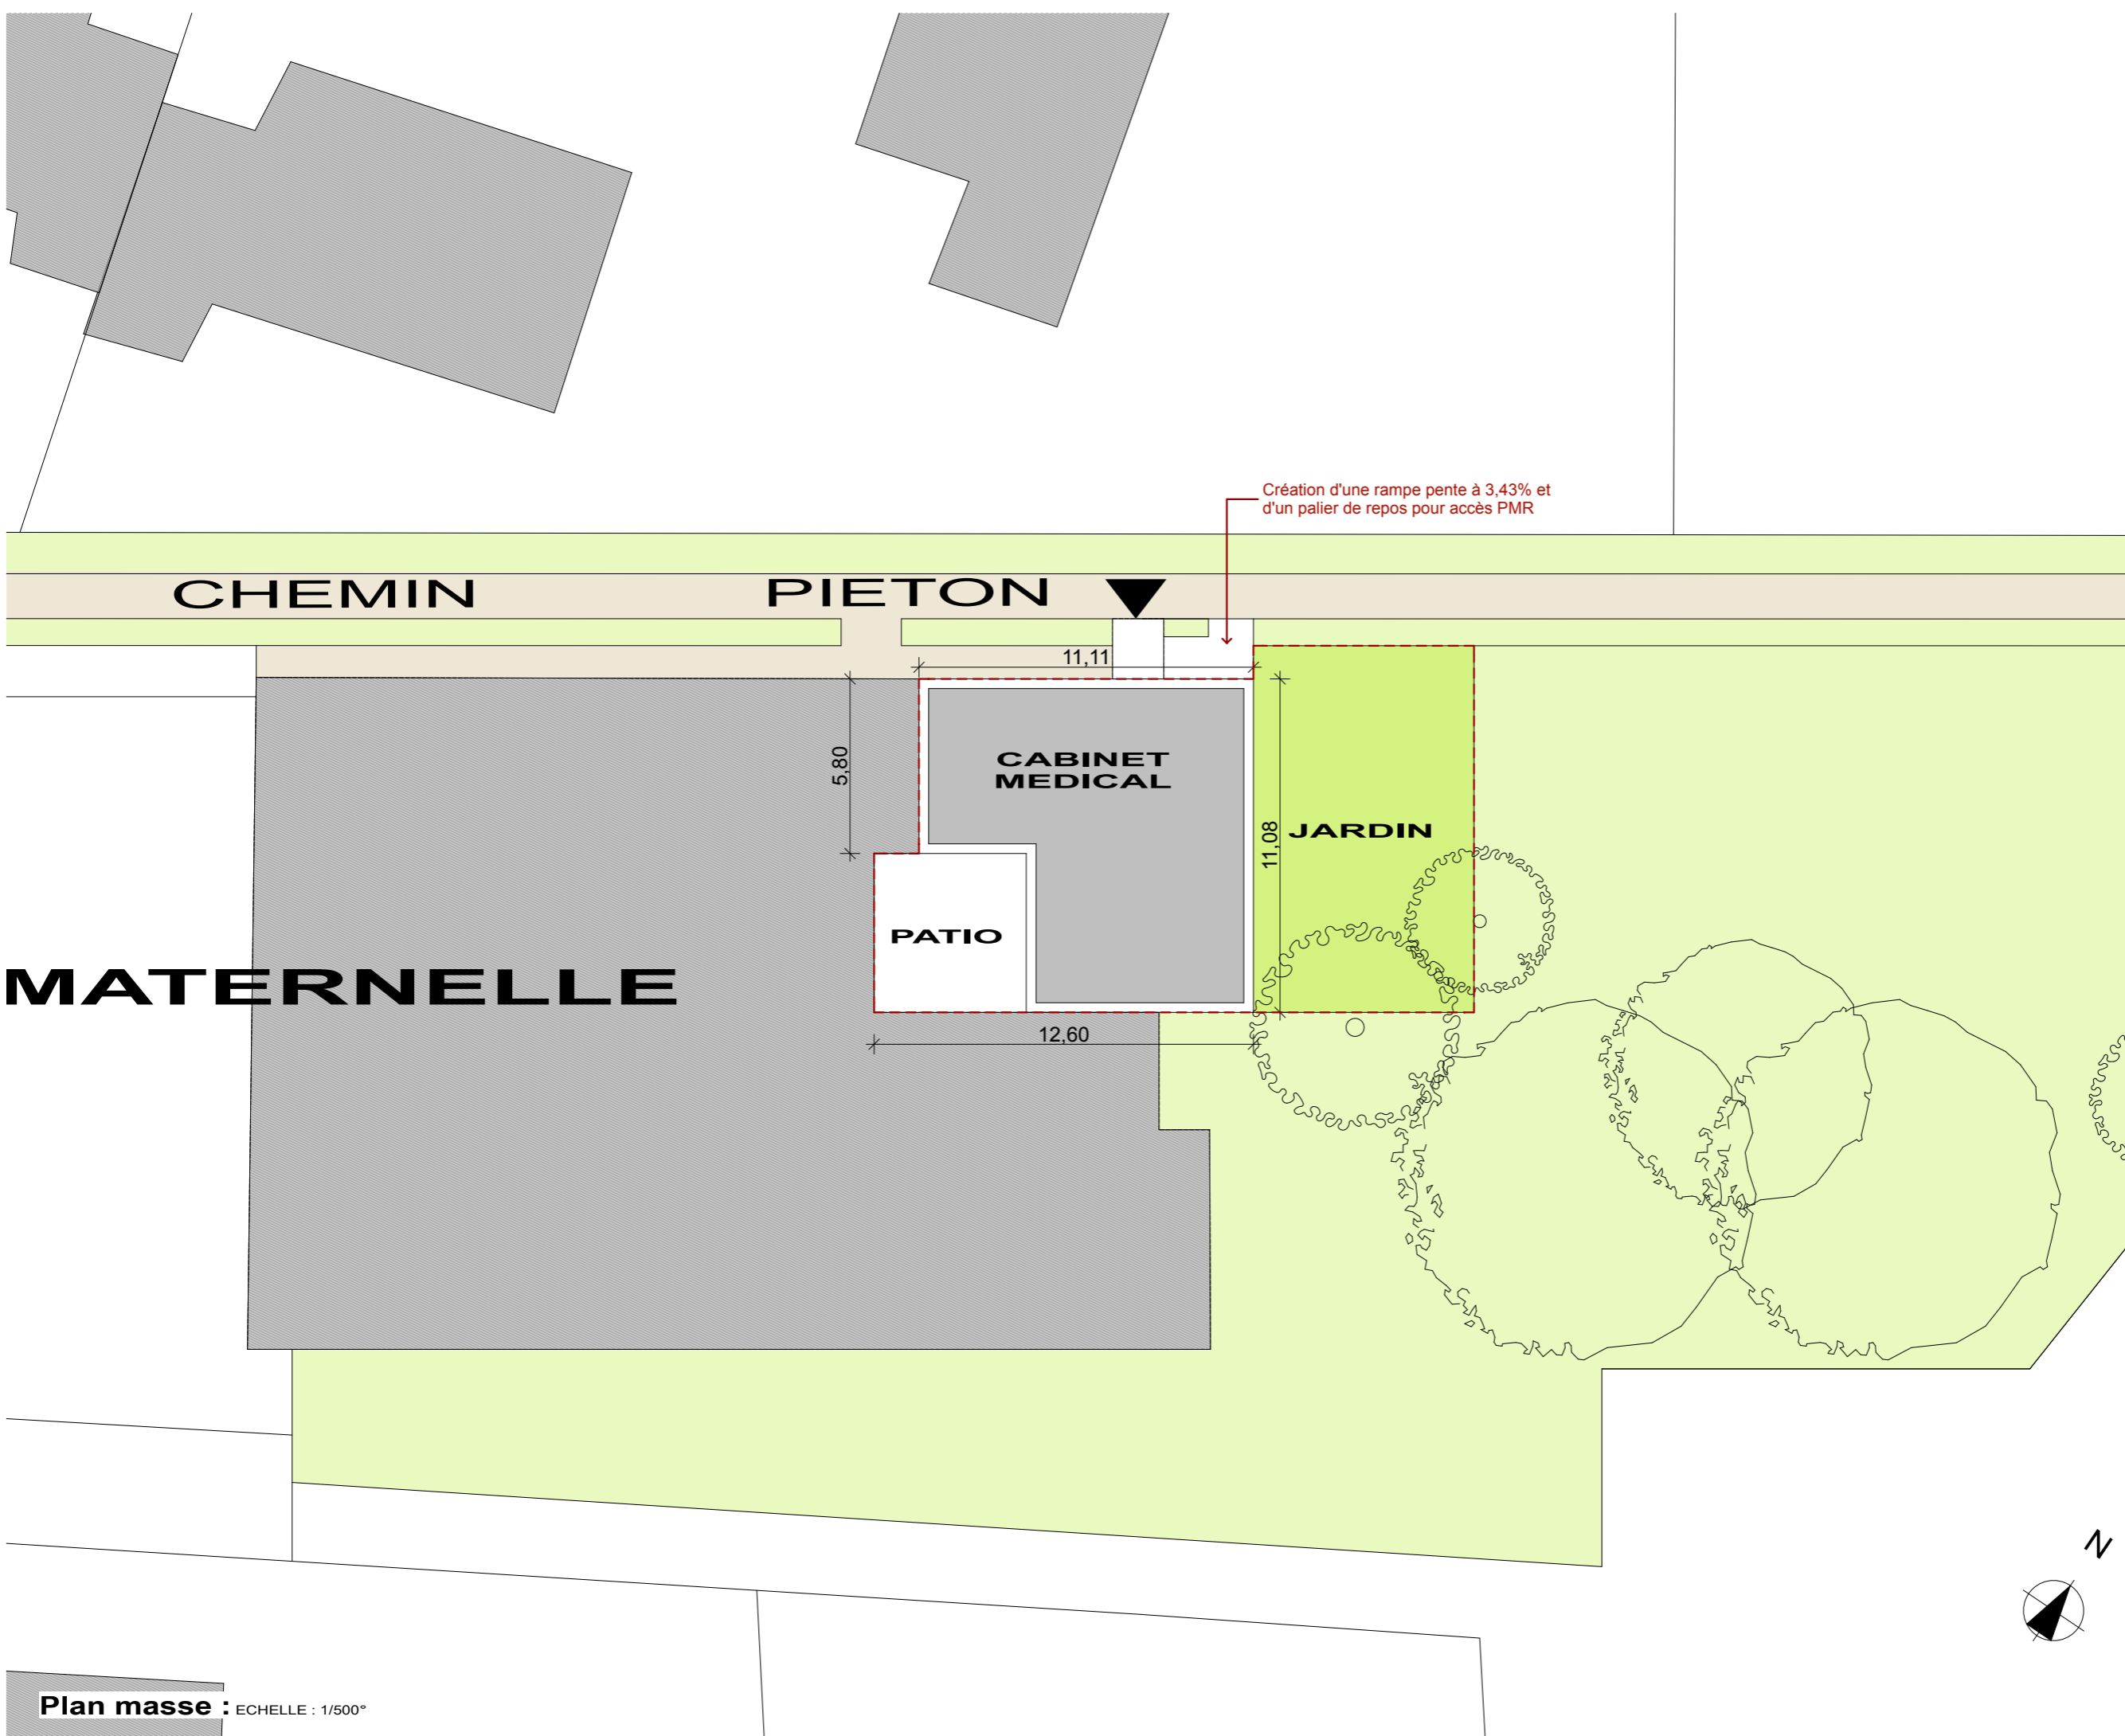 Création d'une rampe pente à 3,43% et
d'un palier de repos pour accès PMR
CHEMIN PIETON
11,11
5,80
CABINET
MEDICAL
11,08
JARDIN
PATIO
MATERNELLE
12,60
N
Plan masse : ECHELLE : 1/500°